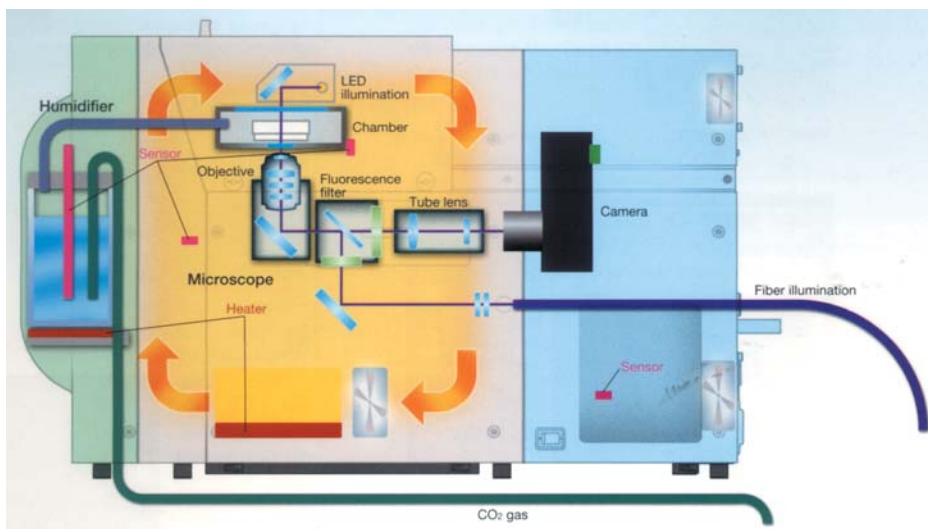 LED
illumination
Humidifier
Chamber
Sensor
Objective
Fluorescence
filter
Tube lens
Camera
Microscope
Fiber illumination
Heater
Sensor
CO₂ gas